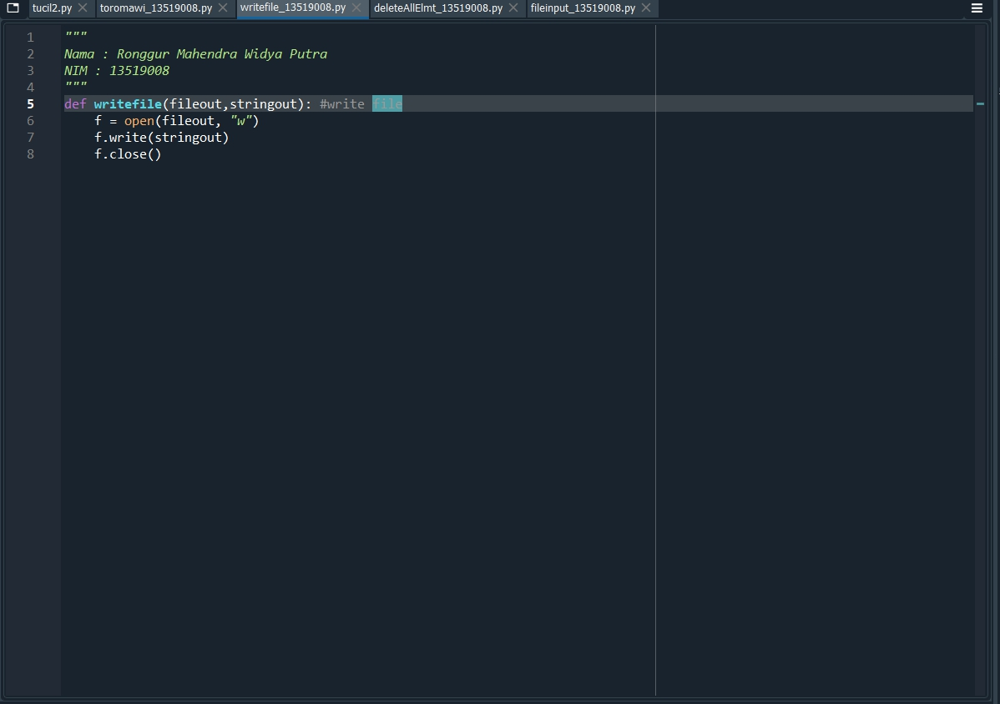 tucil2.py toromawi_13519008.py writefile_13519008.py deleteAllElmt_13519008.py fileinput_13519008.py
1 """
2 Nama : Ronggur Mahendra Widya Putra
3 NIM : 13519008
4 """
5 def writefile(fileout,stringout): #write file
6     f = open(fileout, "w")
7     f.write(stringout)
8     f.close()